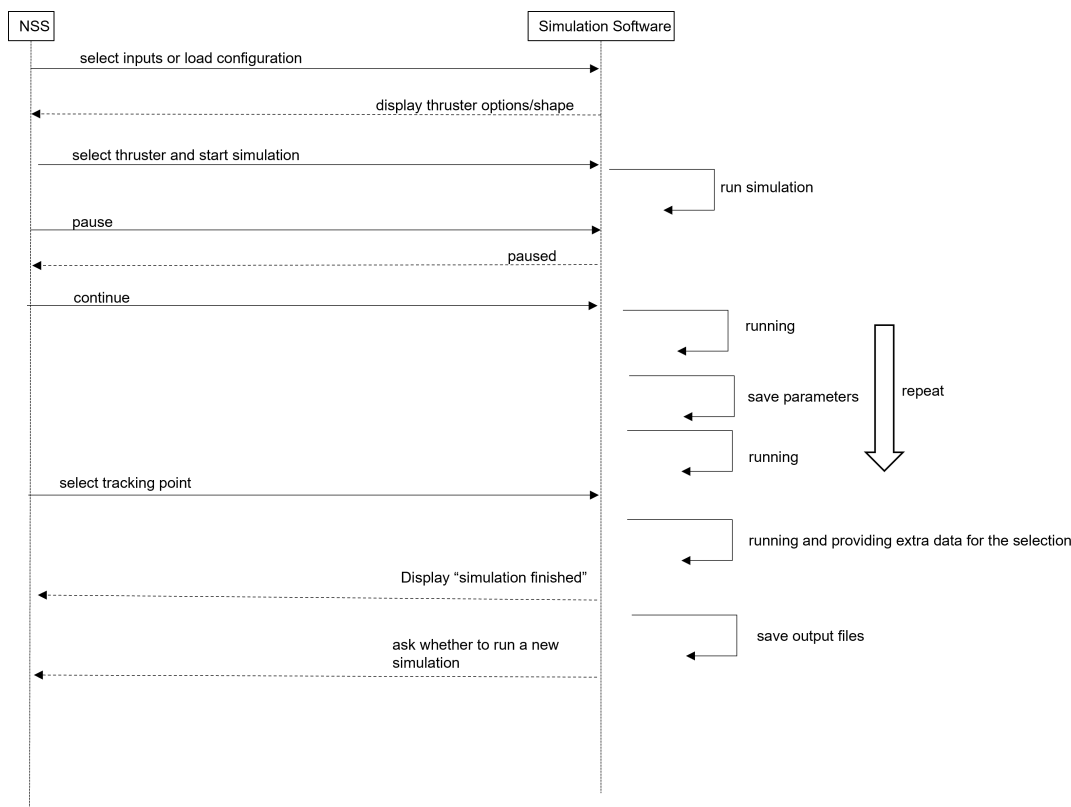 NSS
Simulation Software
select inputs or load configuration
display thruster options/shape
select thruster and start simulation
run simulation
pause
paused
continue
running
save parameters
repeat
running
select tracking point
running and providing extra data for the selection
Display “simulation finished”
save output files
ask whether to run a new
simulation